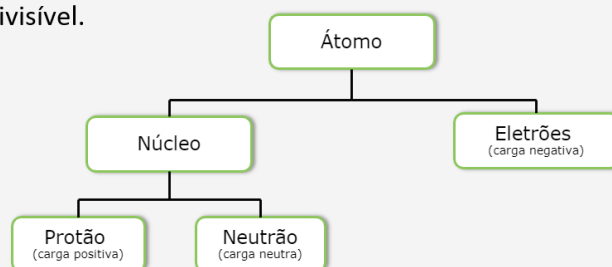 ivisível.
Átomo
Núcleo
Eletrões
(carga negativa)
Protão
(carga positiva)
Neutrão
(carga neutra)